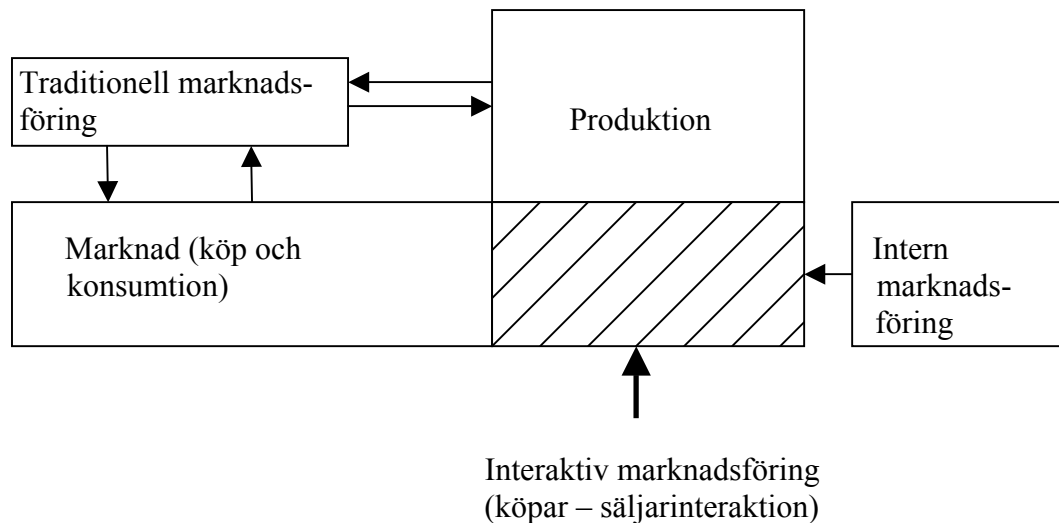 Traditionell marknads-
föring
Produktion
Marknad (köp och
konsumtion)
Intern
marknads-
föring
Interaktiv marknadsföring
(köpar – säljarinteraktion)